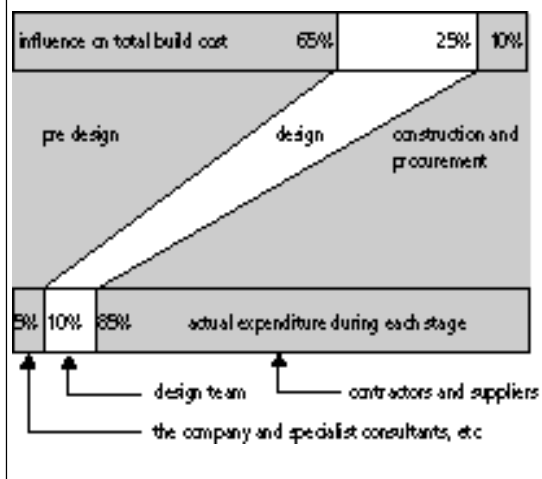 influence on total build cost 65% 25% 10%
pre design design construction and
procurement
5% 10% 85% actual expenditure during each stage
design team contractors and suppliers
the company and specialist consultants, etc